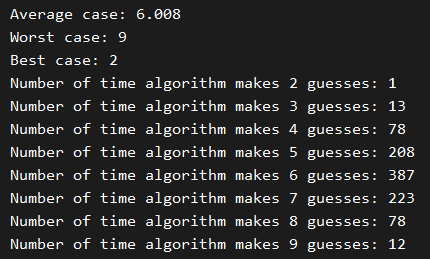 Average case: 6.008
Worst case: 9
Best case: 2
Number of time algorithm makes 2 guesses: 1
Number of time algorithm makes 3 guesses: 13
Number of time algorithm makes 4 guesses: 78
Number of time algorithm makes 5 guesses: 208
Number of time algorithm makes 6 guesses: 387
Number of time algorithm makes 7 guesses: 223
Number of time algorithm makes 8 guesses: 78
Number of time algorithm makes 9 guesses: 12